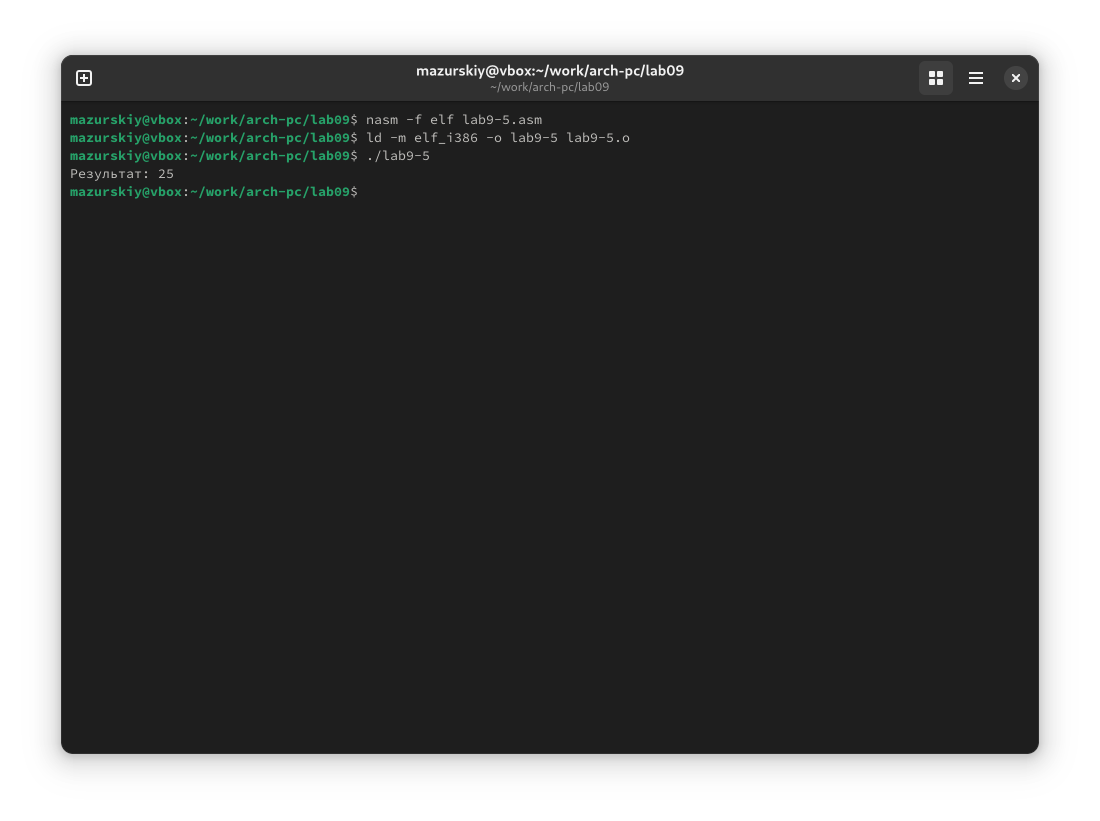 mazurskiy@vbox:~/work/arch-pc/lab09
~/work/arch-pc/lab09
mazurskiy@vbox:~/work/arch-pc/lab09$ nasm -f elf lab9-5.asm
mazurskiy@vbox:~/work/arch-pc/lab09$ ld -m elf_i386 -o lab9-5 lab9-5.o
mazurskiy@vbox:~/work/arch-pc/lab09$ ./lab9-5
Результат: 25
mazurskiy@vbox:~/work/arch-pc/lab09$